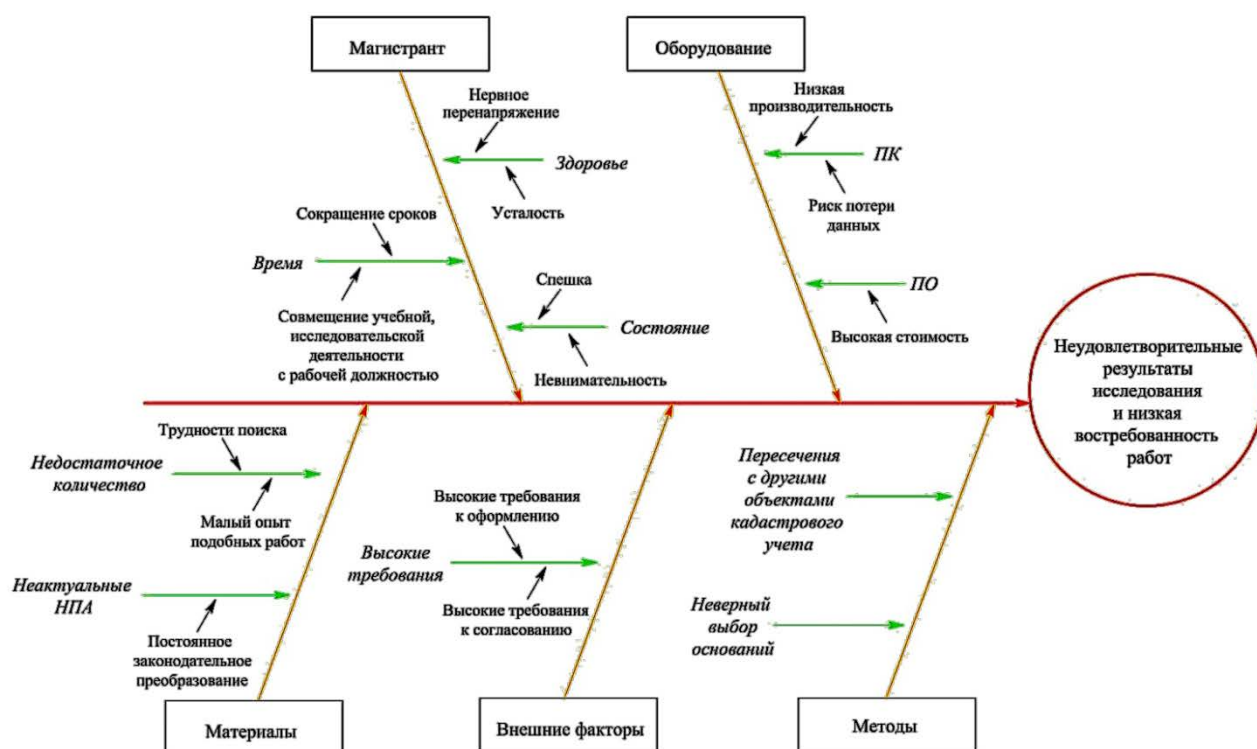 Магистрант
Оборудование
Нервное
перенапряжение
Здоровье
Усталость
Сокращение сроков
Время
Совмещение учебной,
исследовательской
деятельности
с рабочей должностью
Спешка
Состояние
Невнимательность
Низкая
производительность
ПК
Риск потери
данных
ПО
Высокая стоимость
Неудовлетворительные
результаты
исследования
и низкая
востребованность
работ
Трудности поиска
Недостаточное
количество
Малый опыт
подобных работ
Неактуальные
НПА
Постоянное
законодательное
преобразование
Высокие требования
к оформлению
Высокие
требования
Высокие требования
к согласованию
Пересечения
с другими
объектами
кадастрового
учета
Неверный
выбор
оснований
Материалы
Внешние факторы
Методы